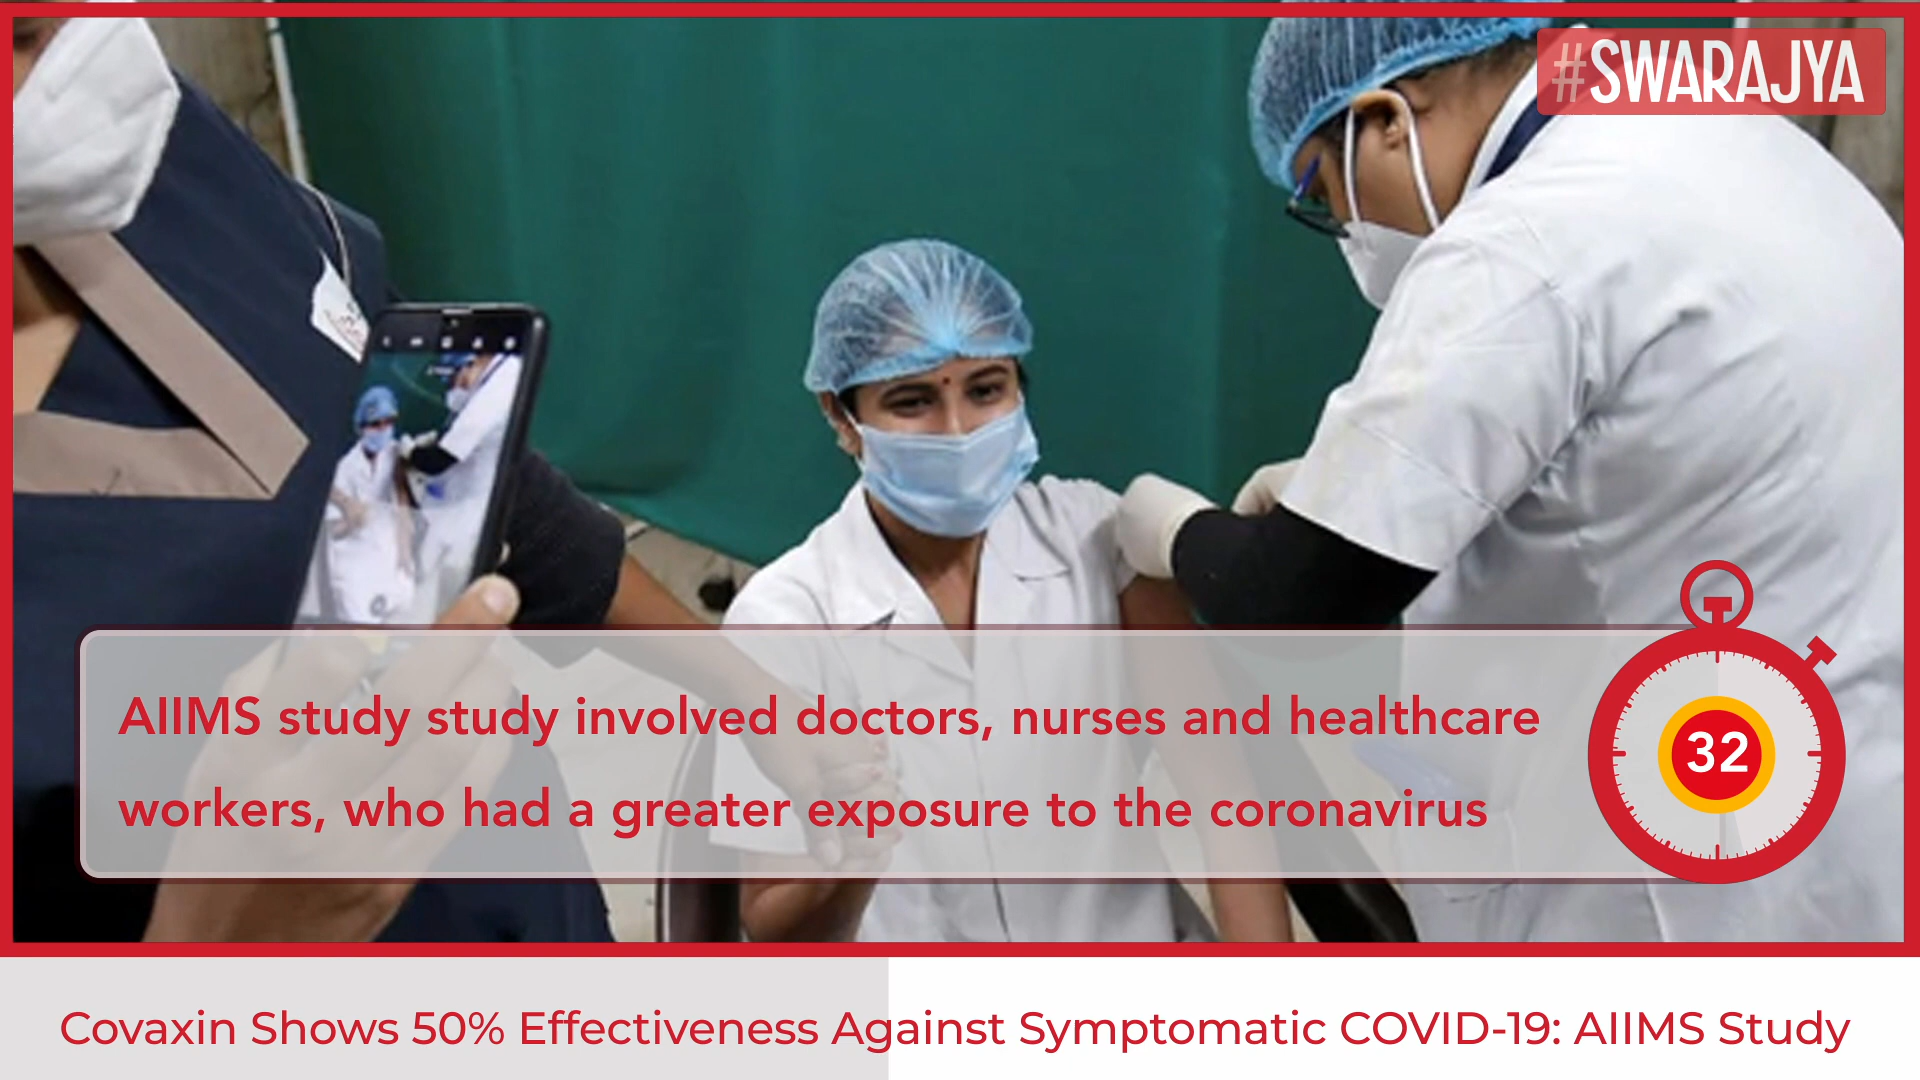 #SWARAJYA
AIIMS study study involved doctors, nurses and healthcare
workers, who had a greater exposure to the coronavirus
32
Covaxin Shows 50% Effectiveness Against Symptomatic COVID-19: AIIMS Study